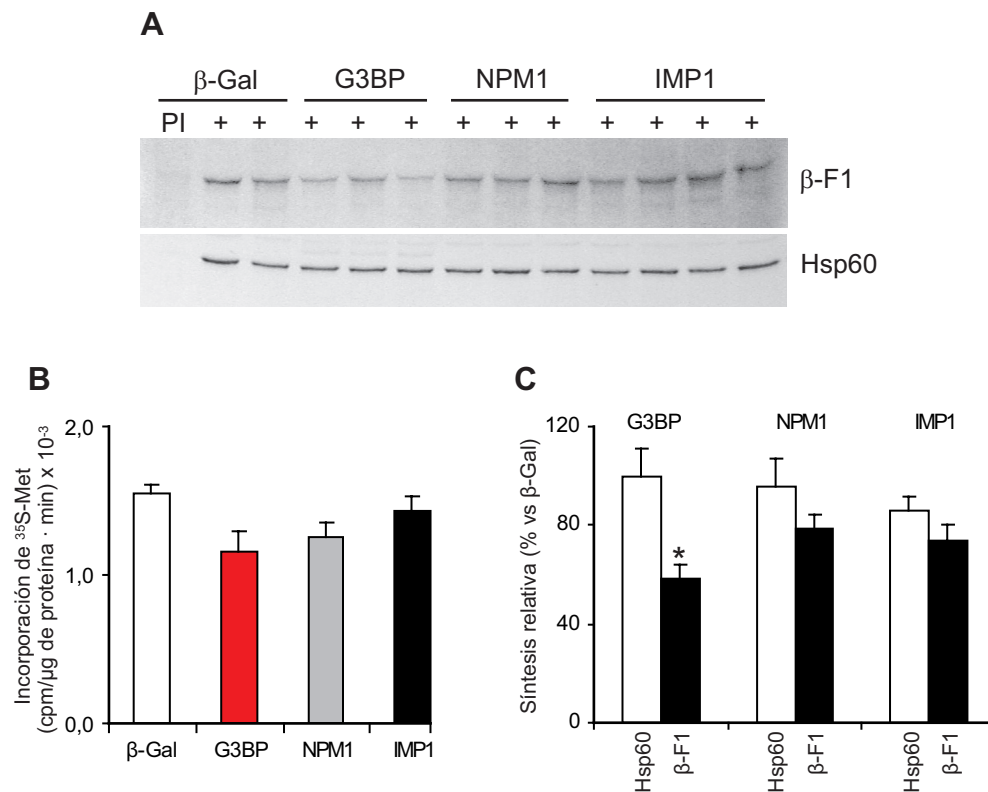 A
β-Gal G3BP NPM1 IMP1
PI + + + + + + + + + + + +
β-F1
Hsp60
B
Incorporación de ³⁵S-Met
(cpm/µg de proteína · min) x 10⁻³
2,0
1,0
0,0
β-Gal G3BP NPM1 IMP1
C
Síntesis relativa (% vs β-Gal)
120
80
40
0
G3BP NPM1 IMP1
*
Hsp60 β-F1 Hsp60 β-F1 Hsp60 β-F1